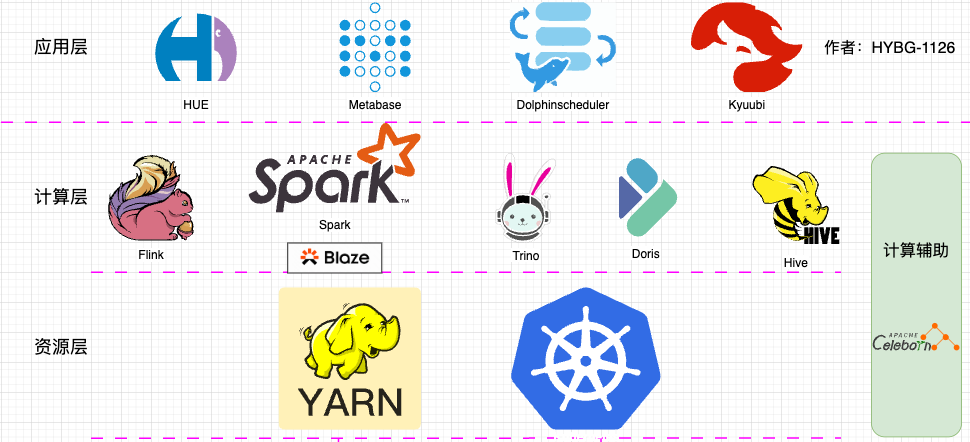 应用层
作者：HYBG-1126
HUE
Metabase
Dolphinscheduler
Kyuubi
计算层
APACHE
Spark™
HIVE
Flink
Spark
Trino
Doris
Hive
Blaze
计算辅助
APACHE
Celeborn
资源层
YARN